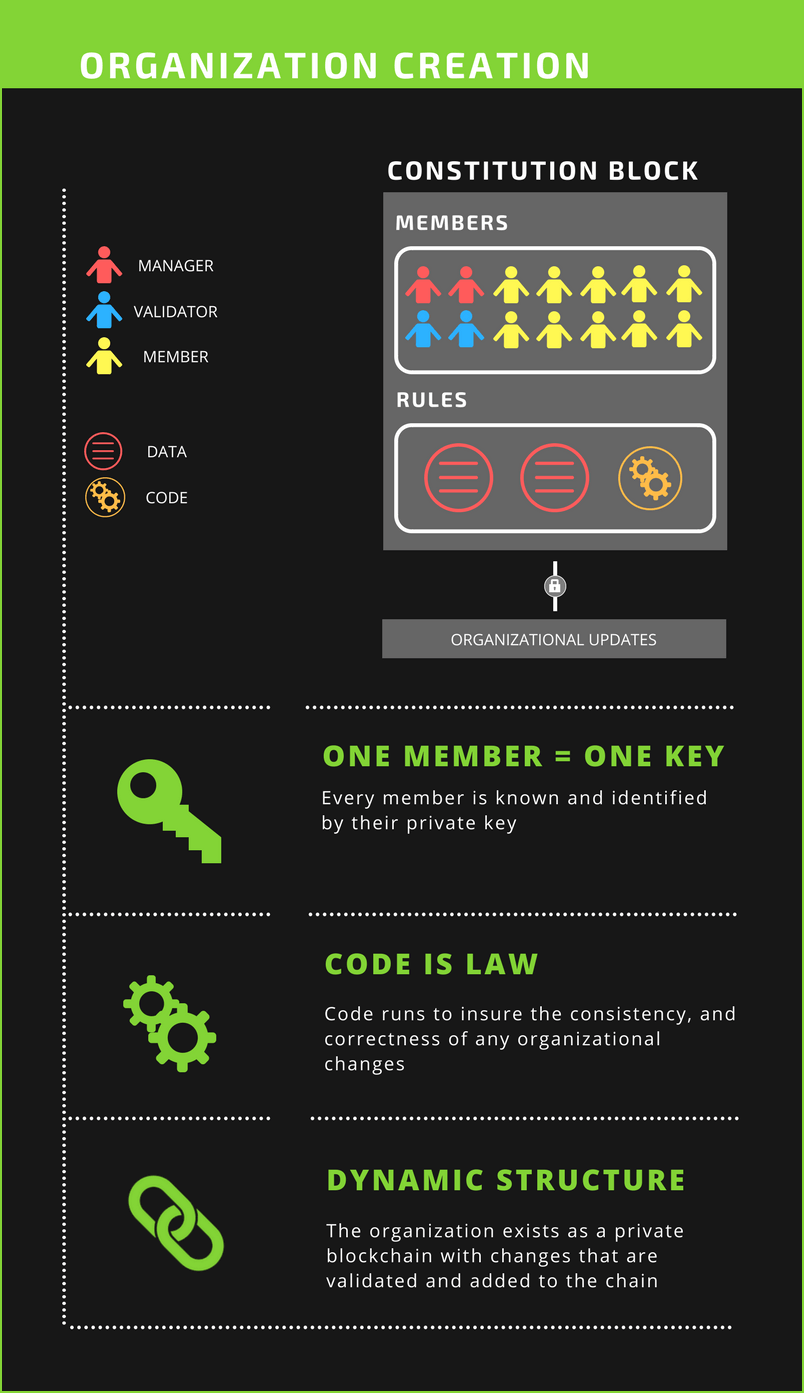 ORGANIZATION CREATION
CONSTITUTION BLOCK
MEMBERS
MANAGER
VALIDATOR
MEMBER
RULES
DATA
CODE
ORGANIZATIONAL UPDATES
ONE MEMBER = ONE KEY
Every member is known and identified
by their private key
CODE IS LAW
Code runs to insure the consistency, and
correctness of any organizational
changes
DYNAMIC STRUCTURE
The organization exists as a private
blockchain with changes that are
validated and added to the chain